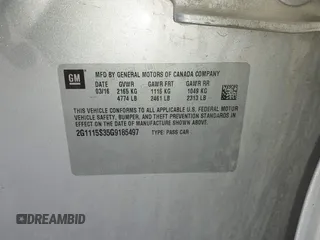 GM
MFD BY GENERAL MOTORS OF CANADA COMPANY
DATE GVWR GAWR FRT GAWR RR
03/16 2165 KG 1116 KG 1049 KG
4774 LB 2461 LB 2313 LB
THIS VEHICLE CONFORMS TO ALL APPLICABLE U.S. FEDERAL MOTOR
VEHICLE SAFETY, BUMPER, AND THEFT PREVENTION STANDARDS IN
EFFECT ON THE DATE OF MANUFACTURE SHOWN ABOVE.
2G1115S35G9165497 TYPE: PASS CAR
DREAMBID